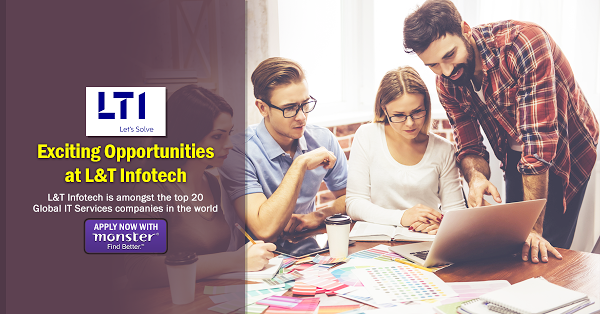 LTI
Let's Solve
Exciting Opportunities
at L&T Infotech
L&T Infotech is amongst the top 20
Global IT Services companies in the world
APPLY NOW WITH
monster
Find Better.™